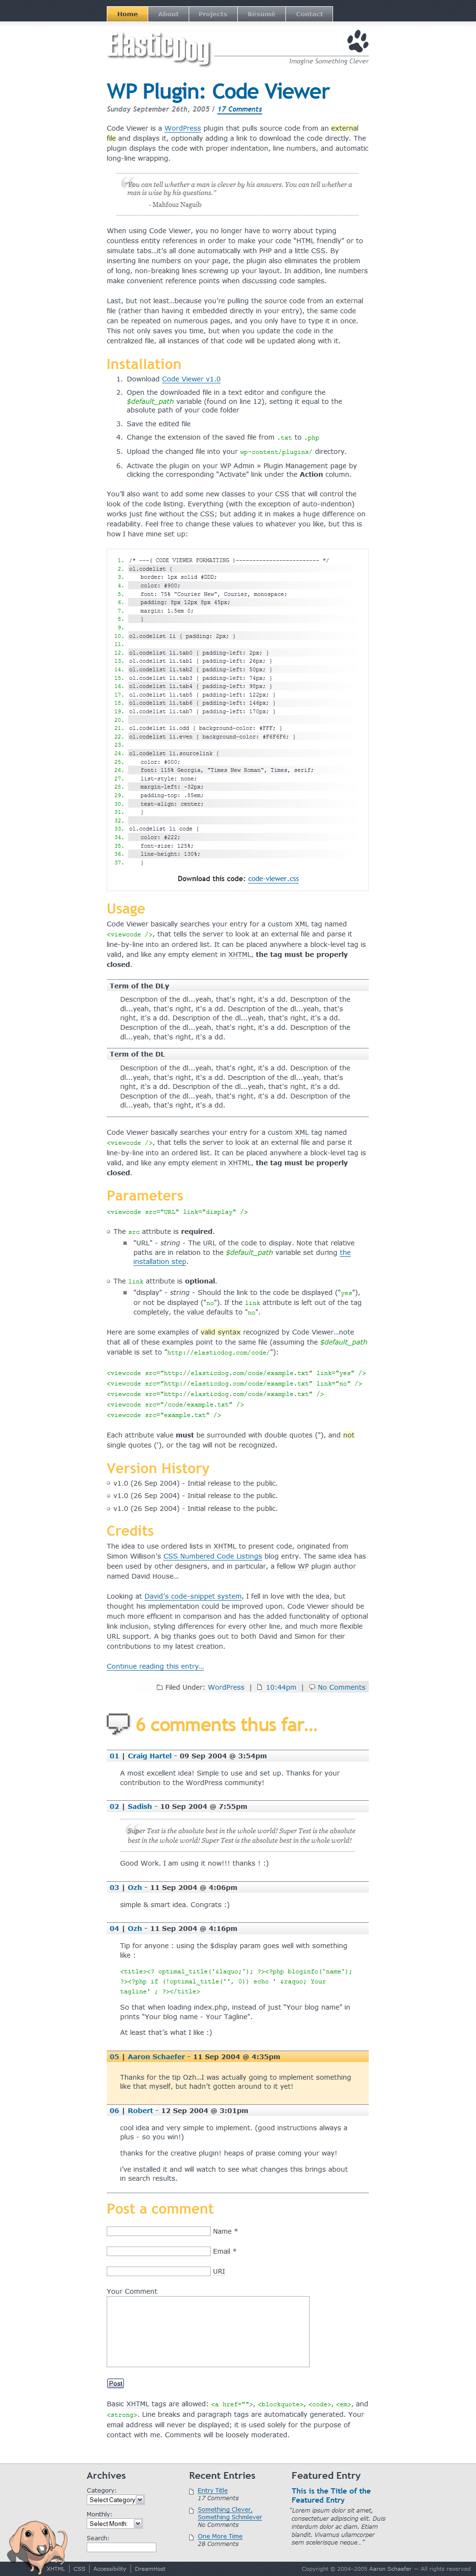 Home About Projects Résumé Contact
ElasticDog
Imagine Something Clever
WP Plugin: Code Viewer
Sunday September 26th, 2005 / 17 Comments
Code Viewer is a WordPress plugin that pulls source code from an external
file and displays it, optionally adding a link to download the code directly. The
plugin displays the code with proper indentation, line numbers, and automatic
long-line wrapping.
"You can tell whether a man is clever by his answers. You can tell whether a
man is wise by his questions."
- Mahfouz Naguib
When using Code Viewer, you no longer have to worry about typing
countless entity references in order to make your code "HTML friendly" or to
simulate tabs…it's all done automatically with PHP and a little CSS. By
inserting line numbers on your page, the plugin also eliminates the problem
of long, non-breaking lines screwing up your layout. In addition, line numbers
make convenient reference points when discussing code samples.
Last, but not least…because you're pulling the source code from an external
file (rather than having it embedded directly in your entry), the same code
can be repeated on numerous pages, and you only have to type it in once.
This only saves you time, but when you update the code in the
centralized file, all instances of that code will be updated along with it.
Installation
1. Download Code Viewer v1.0
2. Open the downloaded file in a text editor and configure the
$default_path variable (found on line 12), setting it equal to the
absolute path of your code folder
3. Save the edited file
4. Change the extension of the saved file from .txt to .php
5. Upload the changed file into your wp-content/plugins/ directory.
6. Activate the plugin on your WP Admin » Plugin Management page by
clicking the corresponding "Activate" link under the Action column.
You'll also want to add some new classes to your CSS that will control the
look of the code listing. Everything (with the exception of auto-indention)
works just fine without the CSS; but adding it in makes a huge difference on
readability. Feel free to change these values to whatever you like, but this is
how I have mine set up:
1. /* ---[ CODE VIEWER FORMATTING ]------------------------- */
2. ol.codelist {
3. border: 1px solid #DDD;
4. color: #900;
5. font: 75% "Courier New", Courier, monospace;
6. padding: 8px 12px 8px 45px;
7. margin: 1.5em 0;
8. }
9.
10. ol.codelist li { padding: 2px; }
11.
12. ol.codelist li.tab0 { padding-left: 2px; }
13. ol.codelist li.tab1 { padding-left: 26px; }
14. ol.codelist li.tab2 { padding-left: 50px; }
15. ol.codelist li.tab3 { padding-left: 74px; }
16. ol.codelist li.tab4 { padding-left: 98px; }
17. ol.codelist li.tab5 { padding-left: 122px; }
18. ol.codelist li.tab6 { padding-left: 146px; }
19. ol.codelist li.tab7 { padding-left: 170px; }
20.
21. ol.codelist li.odd { background-color: #FFF; }
22. ol.codelist li.even { background-color: #F6F6F6; }
23.
24. ol.codelist li.sourcelink {
25. color: #000;
26. font: 115% Georgia, "Times New Roman", Times, serif;
27. list-style: none;
28. margin-left: -32px;
29. padding-top: .85em;
30. text-align: center;
31. }
32.
33. ol.codelist li code {
34. color: #222;
35. font-size: 125%;
36. line-height: 130%;
37. }
Download this code: code-viewer.css
Usage
Code Viewer basically searches your entry for a custom XML tag named
<viewcode />, that tells the server to look at an external file and parse it
line-by-line into an ordered list. It can be placed anywhere a block-level tag is
valid, and like any empty element in XHTML, the tag must be properly
closed.
Term of the DLy
Description of the dl...yeah, that's right, it's a dd. Description of the
dl...yeah, that's right, it's a dd. Description of the dl...yeah, that's
right, it's a dd. Description of the dl...yeah, that's right, it's a dd.
Description of the dl...yeah, that's right, it's a dd. Description of the
dl...yeah, that's right, it's a dd.
Term of the DL
Description of the dl...yeah, that's right, it's a dd. Description of the
dl...yeah, that's right, it's a dd. Description of the dl...yeah, that's
right, it's a dd. Description of the dl...yeah, that's right, it's a dd.
Description of the dl...yeah, that's right, it's a dd. Description of the
dl...yeah, that's right, it's a dd.
Code Viewer basically searches your entry for a custom XML tag named
<viewcode />, that tells the server to look at an external file and parse it
line-by-line into an ordered list. It can be placed anywhere a block-level tag is
valid, and like any empty element in XHTML, the tag must be properly
closed.
Parameters
<viewcode src="URL" link="display" />
The src attribute is required.
"URL" - string - The URL of the code to display. Note that relative
paths are in relation to the $default_path variable set during the
installation step.
The link attribute is optional.
"display" - string - Should the link to the code be displayed ("yes"),
or not be displayed ("no"). If the link attribute is left out of the tag
completely, the value defaults to "no".
Here are some examples of valid syntax recognized by Code Viewer…note
that all of these examples point to the same file (assuming the $default_path
variable is set to "http://elasticdog.com/code/"):
<viewcode src="http://elasticdog.com/code/example.txt" link="yes" />
<viewcode src="http://elasticdog.com/code/example.txt" link="no" />
<viewcode src="http://elasticdog.com/code/example.txt" />
<viewcode src="/code/example.txt" />
<viewcode src="example.txt" />
Each attribute value must be surrounded with double quotes ("), and not
single quotes ('), or the tag will not be recognized.
Version History
v1.0 (26 Sep 2004) - Initial release to the public.
v1.0 (26 Sep 2004) - Initial release to the public.
v1.0 (26 Sep 2004) - Initial release to the public.
Credits
The idea to use ordered lists in XHTML to present code, originated from
Simon Willison's CSS Numbered Code Listings blog entry. The same idea has
been used by other designers, and in particular, a fellow WP plugin author
named David House…
Looking at David's code-snippet system, I fell in love with the idea, but
thought his implementation could be improved upon. Code Viewer should be
much more efficient in comparison and has the added functionality of optional
link inclusion, styling differences for every other line, and much more flexible
URL support. A big thanks goes out to both David and Simon for their
contributions to my latest creation.
Continue reading this entry…
Filed Under: WordPress | 10:44pm | No Comments
6 comments thus far...
01 | Craig Hartel - 09 Sep 2004 @ 3:54pm
A most excellent idea! Simple to use and set up. Thanks for your
contribution to the WordPress community!
02 | Sadish - 10 Sep 2004 @ 7:55pm
Super Test is the absolute best in the whole world! Super Test is the absolute
best in the whole world! Super Test is the absolute best in the whole world!
Good Work. I am using it now!!! thanks ! :)
03 | Ozh - 11 Sep 2004 @ 4:06pm
simple & smart idea. Congrats :)
04 | Ozh - 11 Sep 2004 @ 4:16pm
Tip for anyone : using the $display param goes well with something
like :
<title><? optimal_title('&laquo;'); ?><?php bloginfo('name');
?><?php if (!optimal_title('', 0)) echo ' &raquo; Your
tagline' ; ?></title>
So that when loading index.php, instead of just "Your blog name" in
prints "Your blog name - Your Tagline".
At least that's what I like :)
05 | Aaron Schaefer - 11 Sep 2004 @ 4:35pm
Thanks for the tip Ozh…I was actually going to implement something
like that myself, but hadn't gotten around to it yet!
06 | Robert - 12 Sep 2004 @ 3:01pm
cool idea and very simple to implement. (good instructions always a
plus - so you win!)
thanks for the creative plugin! heaps of praise coming your way!
i've installed it and will watch to see what changes this brings about
in search results.
Post a comment
Name *
Email *
URI
Your Comment
Post
Basic XHTML tags are allowed: <a href="">, <blockquote>, <code>, <em>, and
<strong>. Line breaks and paragraph tags are automatically generated. Your
email address will never be displayed; it is used solely for the purpose of
contact with me. Comments will be loosely moderated.
Archives
Category:
Select Category
Monthly:
Select Month:
Search:
Recent Entries
Entry Title
17 Comments
Something Clever,
Something Schmlever
No Comments
One More Time
28 Comments
Featured Entry
This is the Title of the
Featured Entry
"Lorem ipsum dolor sit amet,
consectetuer adipiscing elit. Duis
interdum dolor ac diam. Etiam
blandit. Vivamus ullamcorper
sem scelerisque neque…"
XHTML | CSS | Accessibility | DreamHost
Copyright © 2004-2005 Aaron Schaefer — All rights reserved